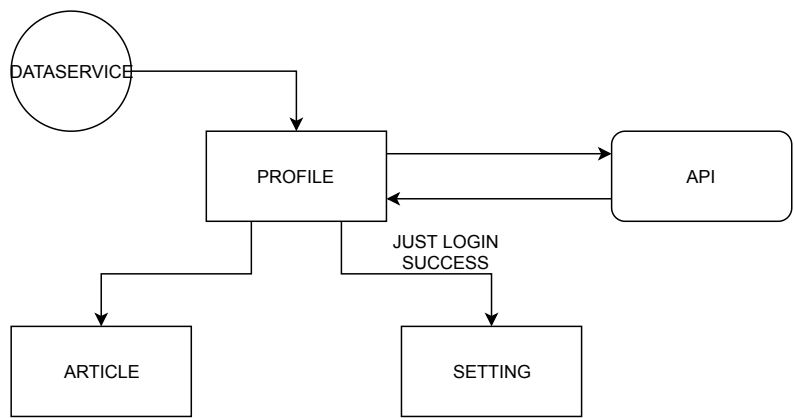 DATASERVICE
PROFILE
API
JUST LOGIN
SUCCESS
ARTICLE
SETTING